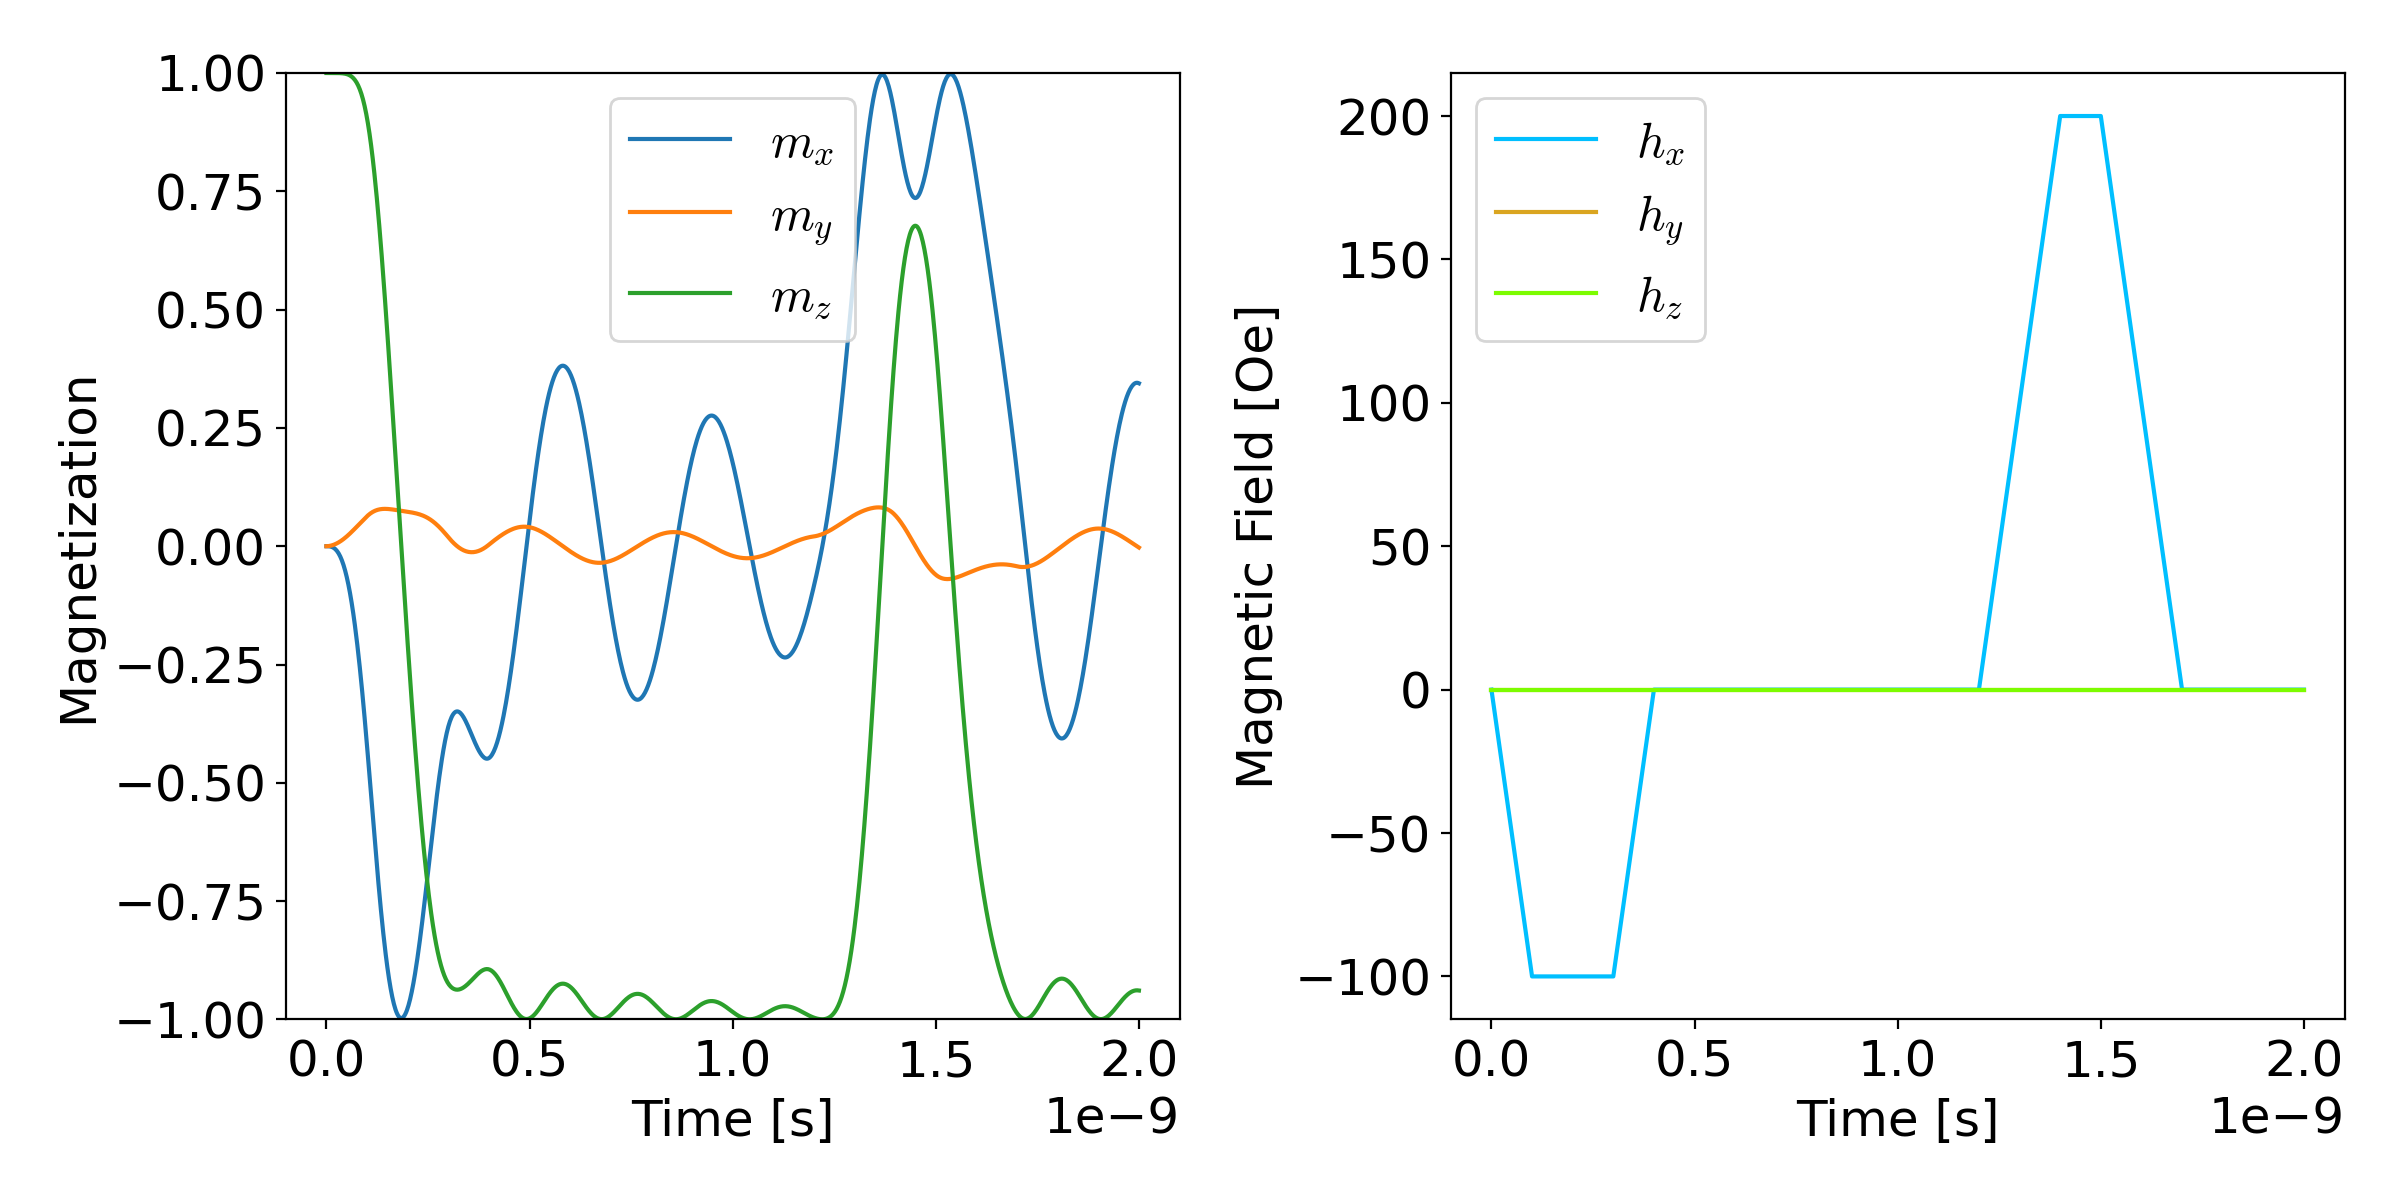 Magnetization
1.00
0.75
0.50
0.25
0.00
−0.25
−0.50
−0.75
−1.00
m_x
m_y
m_z
0.0 0.5 1.0 1.5 2.0
Time [s]
1e−9
Magnetic Field [Oe]
200
150
100
50
0
−50
−100
h_x
h_y
h_z
0.0 0.5 1.0 1.5 2.0
Time [s]
1e−9